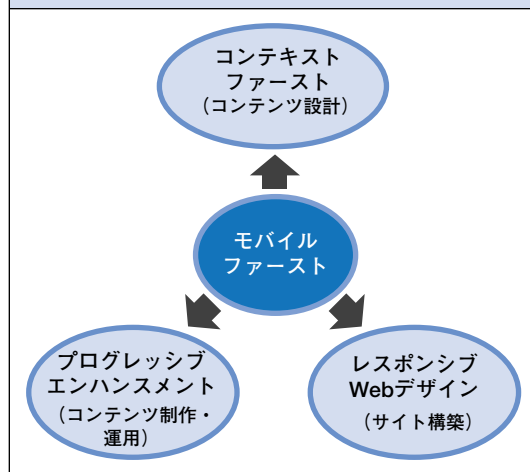 コンテキスト
ファースト
（コンテンツ設計）
モバイル
ファースト
プログレッシブ
エンハンスメント
（コンテンツ制作・
運用）
レスポンシブ
Webデザイン
（サイト構築）